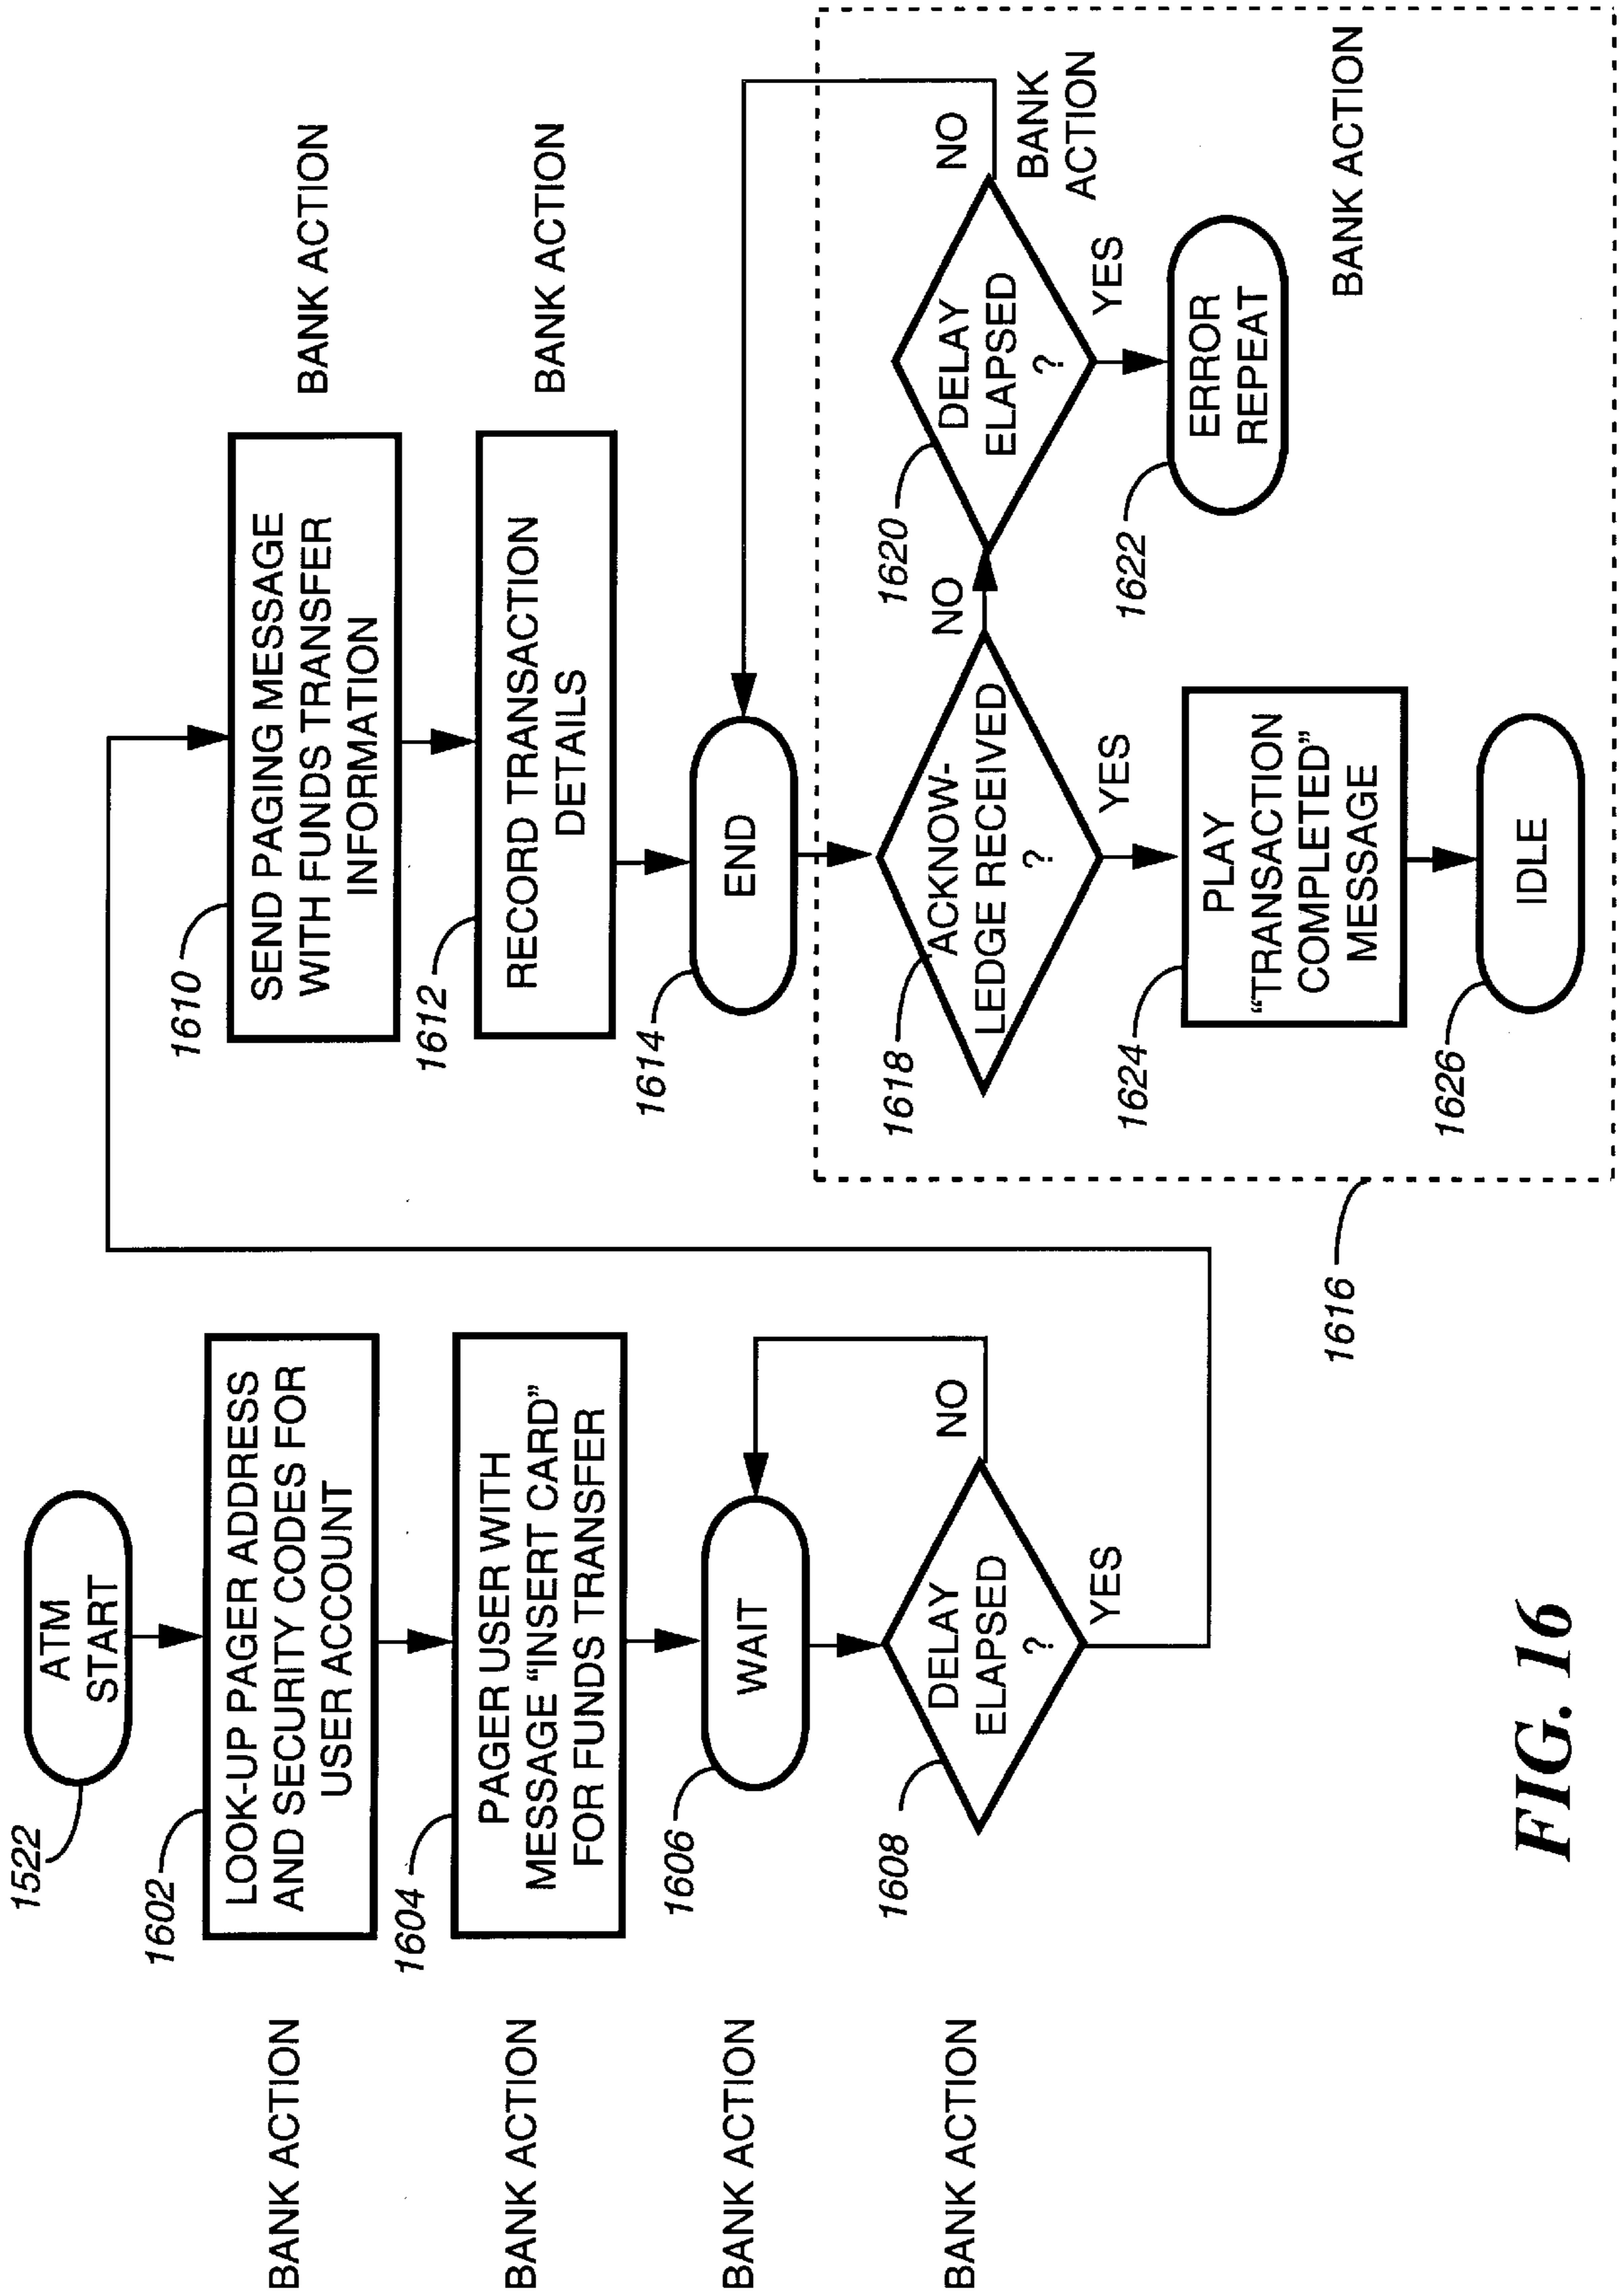 1522
ATM
START
1602
LOOK-UP PAGER ADDRESS
AND SECURITY CODES FOR
USER ACCOUNT
BANK ACTION
1604
PAGER USER WITH
MESSAGE “INSERT CARD”
FOR FUNDS TRANSFER
BANK ACTION
1606
WAIT
BANK ACTION
1608
DELAY
ELAPSED
?
NO
YES
BANK ACTION
1610
SEND PAGING MESSAGE
WITH FUNDS TRANSFER
INFORMATION
BANK ACTION
1612
RECORD TRANSACTION
DETAILS
BANK ACTION
1614
END
1618
ACKNOW-
LEDGE RECEIVED
?
NO
YES
1620
DELAY
ELAPSED
?
NO
BANK
ACTION
YES
1622
ERROR
REPEAT
1624
PLAY
“TRANSACTION
COMPLETED”
MESSAGE
BANK ACTION
1626
IDLE
1616
FIG. 16